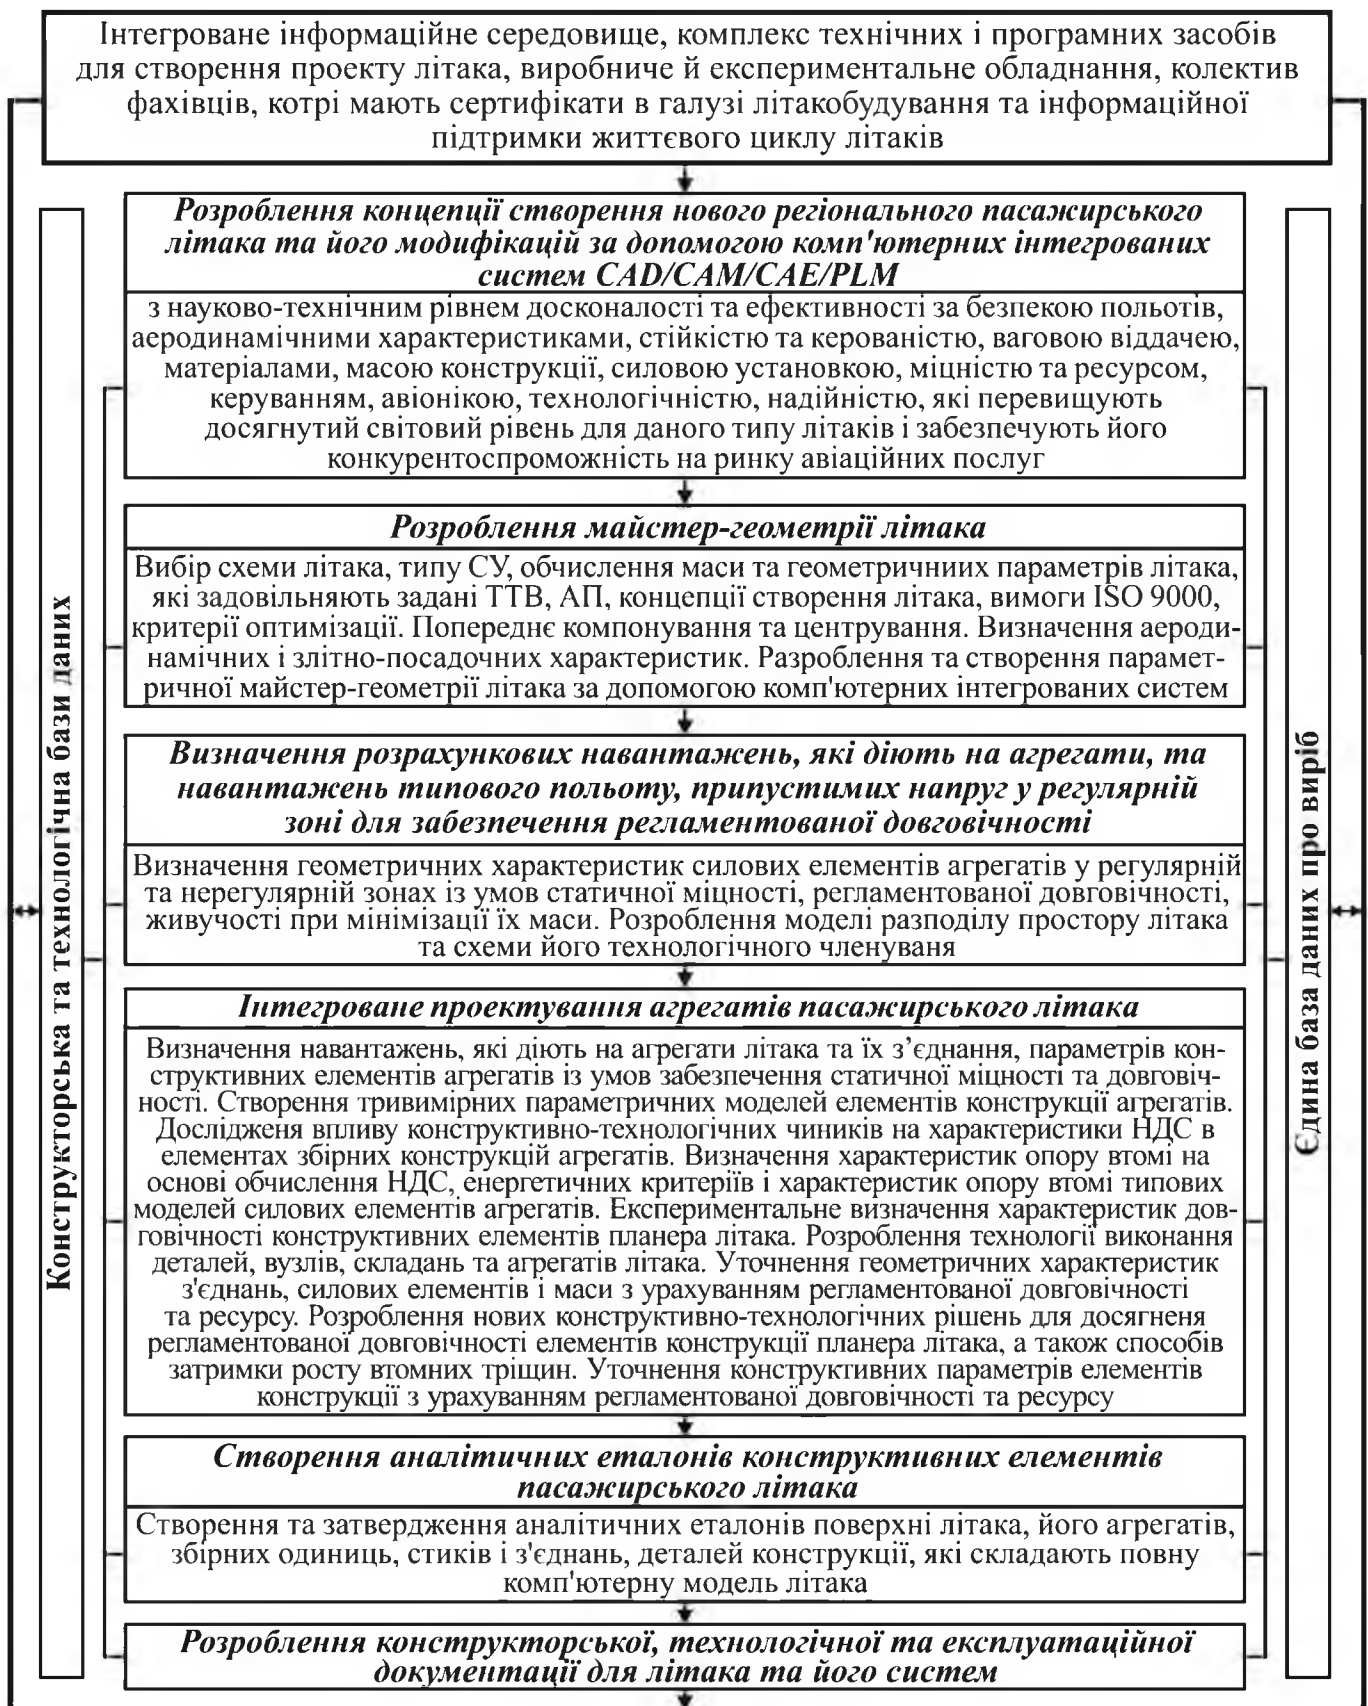 Інтегроване інформаційне середовище, комплекс технічних і програмних засобів
для створення проекту літака, виробниче й експериментальне обладнання, колектив
фахівців, котрі мають сертифікати в галузі літакобудування та інформаційної
підтримки життєвого циклу літаків
Конструкторська та технологічна бази даних
Розроблення концепції створення нового регіонального пасажирського
літака та його модифікацій за допомогою комп'ютерних інтегрованих
систем CAD/CAM/CAE/PLM
з науково-технічним рівнем досконалості та ефективності за безпекою польотів,
аеродинамічними характеристиками, стійкістю та керованістю, ваговою віддачею,
матеріалами, масою конструкції, силовою установкою, міцністю та ресурсом,
керуванням, авіонікою, технологічністю, надійністю, які перевищують
досягнутий світовий рівень для даного типу літаків і забезпечують його
конкурентоспроможність на ринку авіаційних послуг
Розроблення майстер-геометрії літака
Вибір схеми літака, типу СУ, обчислення маси та геометричниих параметрів літака,
які задовільняють задані ТТВ, АП, концепції створення літака, вимоги ISO 9000,
критерії оптимізації. Попереднє компонування та центрування. Визначення аероди-
намічних і злітно-посадочних характеристик. Разроблення та створення парамет-
ричної майстер-геометрії літака за допомогою комп'ютерних інтегрованих систем
Визначення розрахункових навантажень, які діють на агрегати, та
навантажень типового польоту, припустимих напруг у регулярній
зоні для забезпечення регламентованої довговічності
Визначення геометричних характеристик силових елементів агрегатів у регулярній
та нерегулярній зонах із умов статичної міцності, регламентованої довговічності,
живучості при мінімізації їх маси. Розроблення моделі разподілу простору літака
та схеми його технологічного членуваня
Інтегроване проектування агрегатів пасажирського літака
Визначення навантажень, які діють на агрегати літака та їх з’єднання, параметрів кон-
структивних елементів агрегатів із умов забезпечення статичної міцності та довговіч-
ності. Створення тривимірних параметричних моделей елементів конструкції агрегатів.
Дослідженя впливу конструктивно-технологічних чиників на характеристики НДС в
елементах збірних конструкцій агрегатів. Визначення характеристик опору втомі на
основі обчислення НДС, енергетичних критеріїв і характеристик опору втомі типових
моделей силових елементів агрегатів. Експериментальне визначення характеристик дов-
говічності конструктивних елементів планера літака. Розроблення технології виконання
деталей, вузлів, складань та агрегатів літака. Уточнення геометричних характеристик
з'єднань, силових елементів і маси з урахуванням регламентованої довговічності
та ресурсу. Розроблення нових конструктивно-технологічних рішень для досягненя
регламентованої довговічності елементів конструкції планера літака, а також способів
затримки росту втомних тріщин. Уточнення конструктивних параметрів елементів
конструкції з урахуванням регламентованої довговічності та ресурсу
Створення аналітичних еталонів конструктивних елементів
пасажирського літака
Створення та затвердження аналітичних еталонів поверхні літака, його агрегатів,
збірних одиниць, стиків і з'єднань, деталей конструкції, які складають повну
комп'ютерну модель літака
Розроблення конструкторської, технологічної та експлуатаційної
документації для літака та його систем
Єдина база даних про виріб